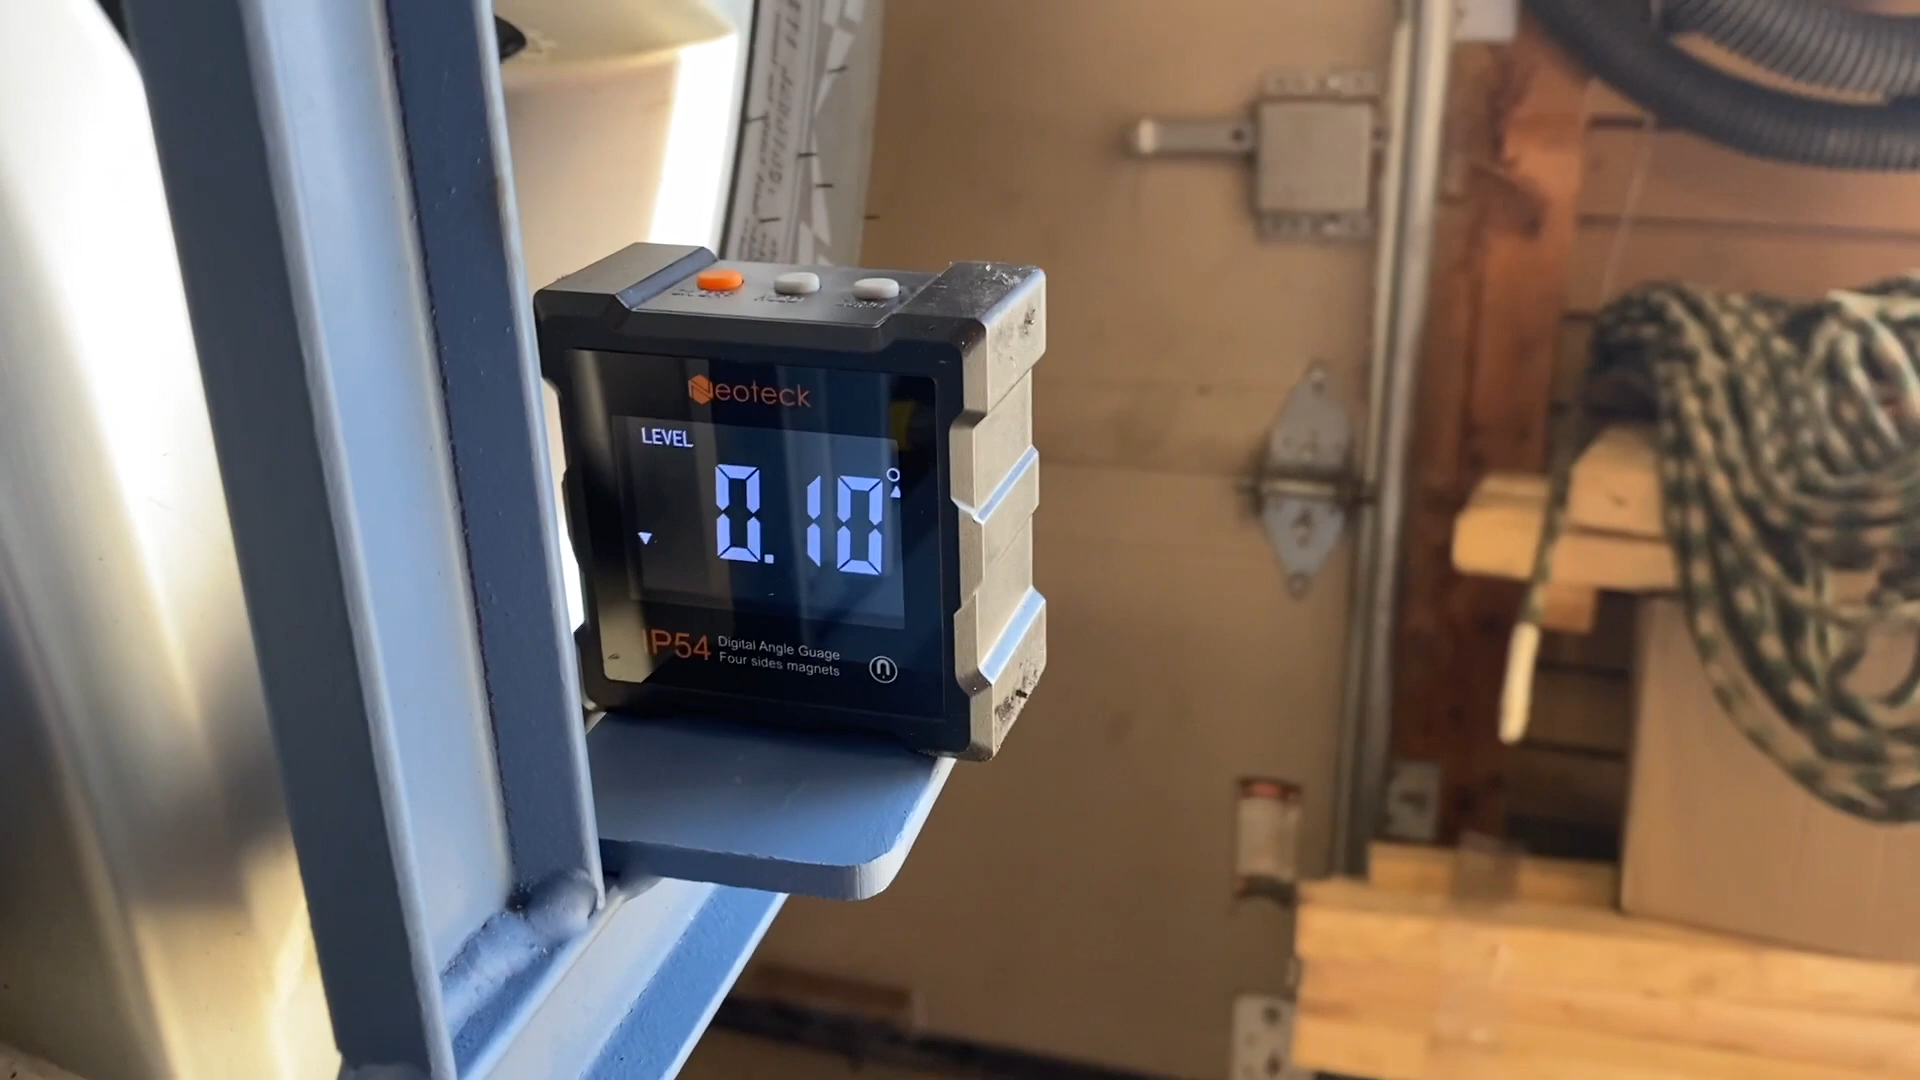 Neoteck
LEVEL
0.10°
IP54
Digital Angle Guage
Four sides magnets